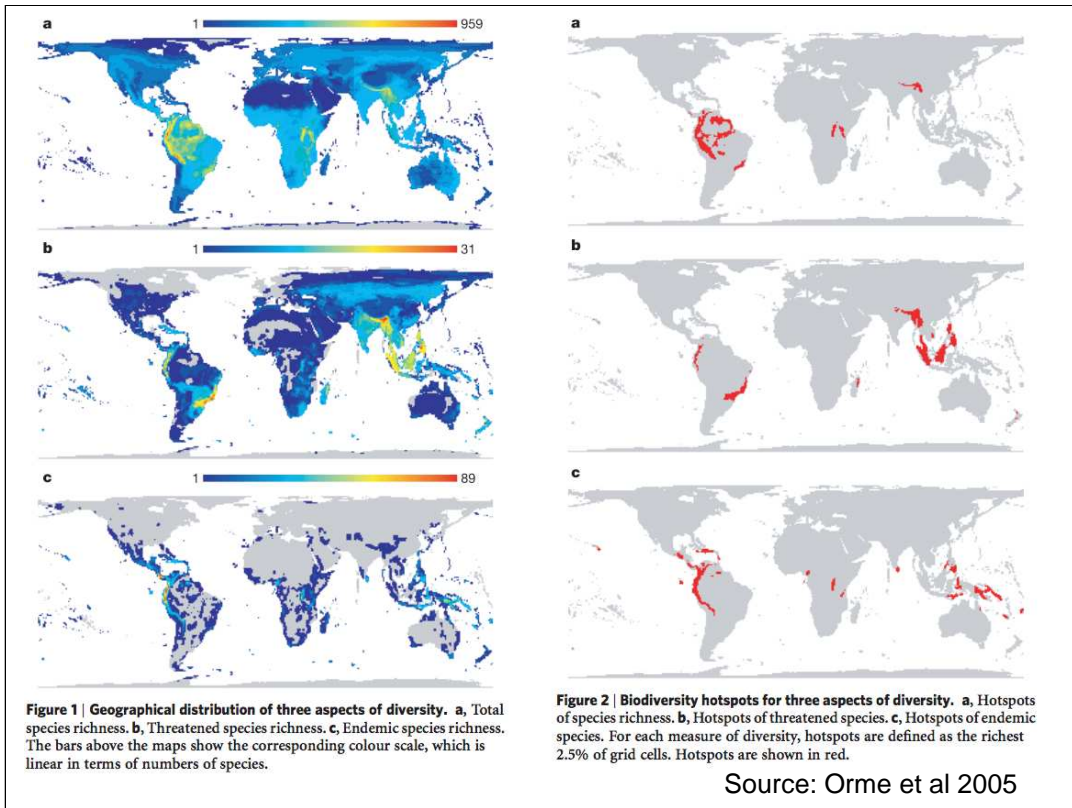 a 1 959
b 1 31
c 1 89
Figure 1 | Geographical distribution of three aspects of diversity. a, Total
species richness. b, Threatened species richness. c, Endemic species richness.
The bars above the maps show the corresponding colour scale, which is
linear in terms of numbers of species.
a
b
c
Figure 2 | Biodiversity hotspots for three aspects of diversity. a, Hotspots
of species richness. b, Hotspots of threatened species. c, Hotspots of endemic
species. For each measure of diversity, hotspots are defined as the richest
2.5% of grid cells. Hotspots are shown in red.
Source: Orme et al 2005